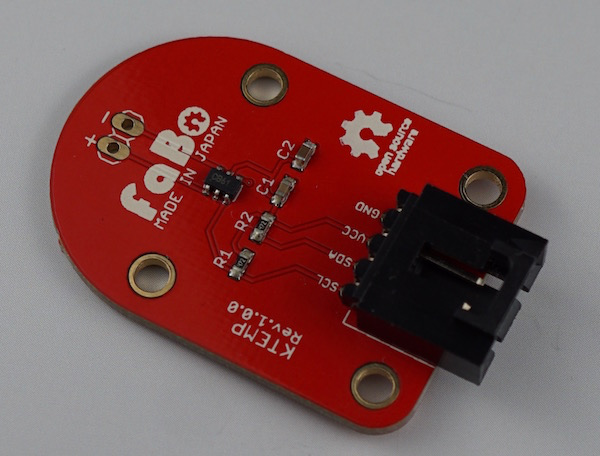 + -
FaBo
MADE IN JAPAN
C2
C1
R2
R1
open source
hardware
GND
VCC
SDA
SCL
KTEMP
Rev.1.0.0